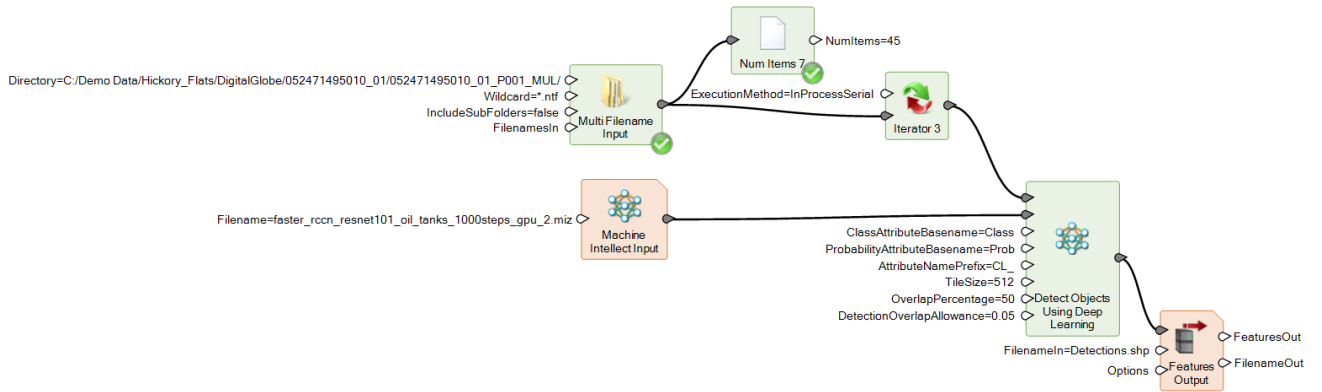 NumItems=45
Num Items 7
Directory=C:/Demo Data/Hickory_Flats/DigitalGlobe/052471495010_01/052471495010_01_P001_MUL/
Wildcard=*.ntf
IncludeSubFolders=false
FilenamesIn
Multi Filename
Input
ExecutionMethod=InProcessSerial
Iterator 3
Filename=faster_rccn_resnet101_oil_tanks_1000steps_gpu_2.miz
Machine
Intellect Input
ClassAttributeBasename=Class
ProbabilityAttributeBasename=Prob
AttributeNamePrefix=CL_
TileSize=512
OverlapPercentage=50
DetectionOverlapAllowance=0.05
Detect Objects
Using Deep
Learning
FilenameIn=Detections.shp
Options
Features
Output
FeaturesOut
FilenameOut